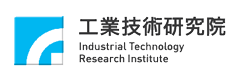 工業技術研究院
Industrial Technology
Research Institute